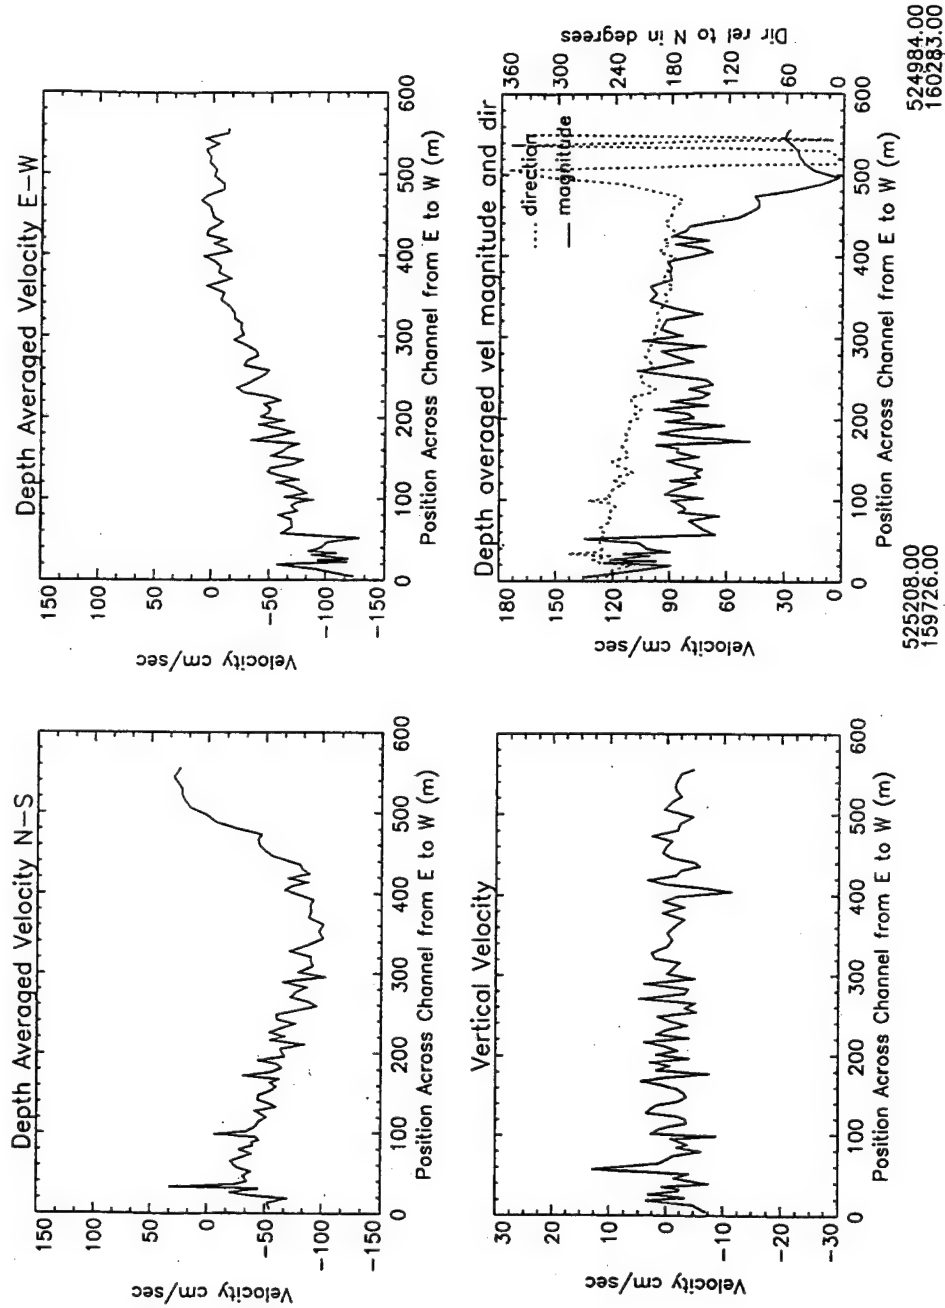 Depth Averaged Velocity N-S
150
100
50
0
-50
-100
-150
Velocity cm/sec
0 100 200 300 400 500 600
Position Across Channel from E to W (m)
Depth Averaged Velocity E-W
150
100
50
0
-50
-100
-150
Velocity cm/sec
0 100 200 300 400 500 600
Position Across Channel from E to W (m)
Vertical Velocity
30
20
10
0
-10
-20
-30
Velocity cm/sec
0 100 200 300 400 500 600
Position Across Channel from E to W (m)
Depth averaged vel magnitude and dir
180
150
120
90
60
30
0
Velocity cm/sec
0 100 200 300 400 500 600
Position Across Channel from E to W (m)
direction
magnitude
360
300
240
180
120
60
0
Dir rel to N in degrees
525208.00
159726.00
524984.00
160283.00